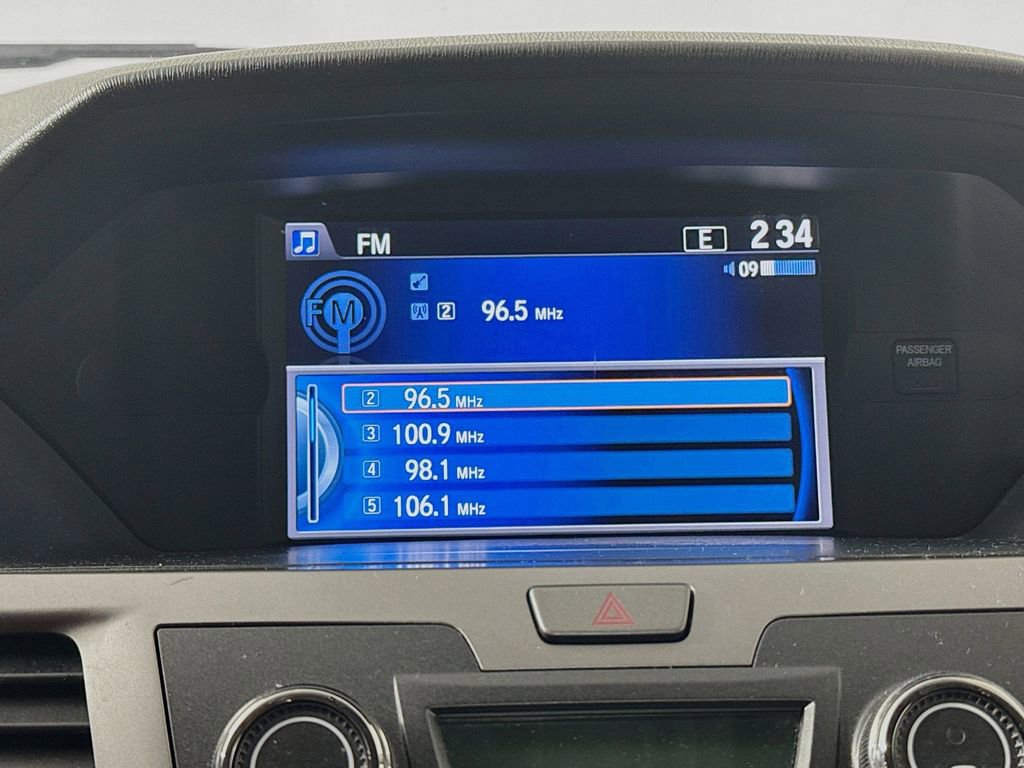 FM E 2 34
09
FM
2 96.5 MHz
2 96.5 MHz
3 100.9 MHz
4 98.1 MHz
5 106.1 MHz
PASSENGER
AIRBAG